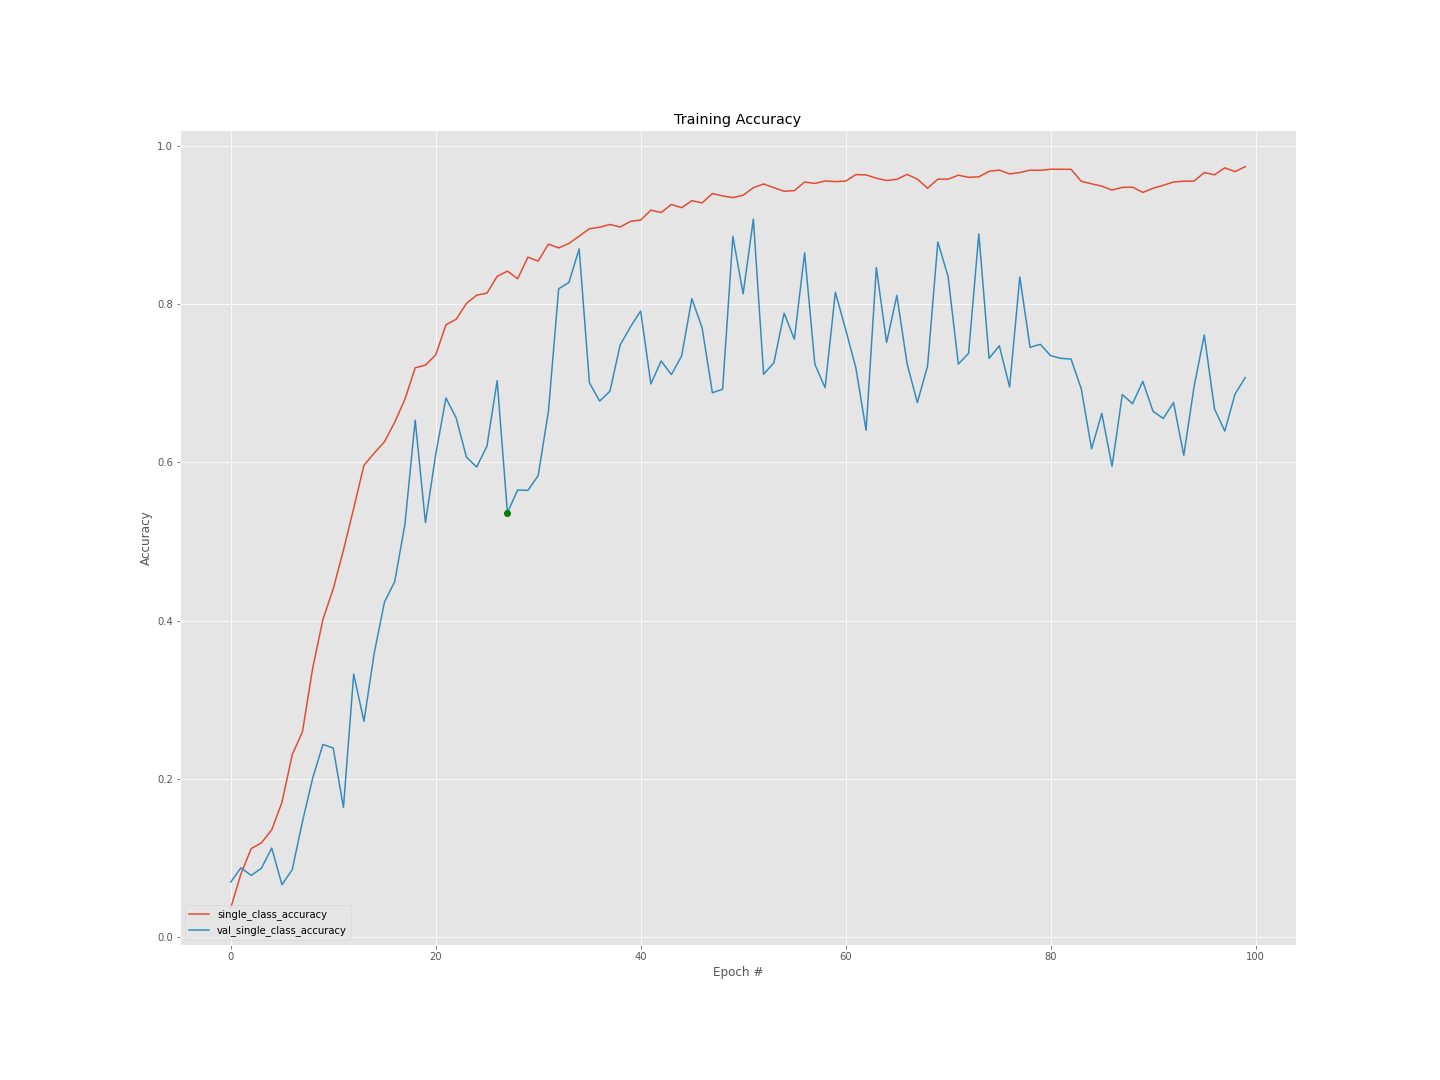 Training Accuracy
1.0
0.8
0.6
0.4
0.2
0.0
Accuracy
single_class_accuracy
val_single_class_accuracy
0 20 40 60 80 100
Epoch #